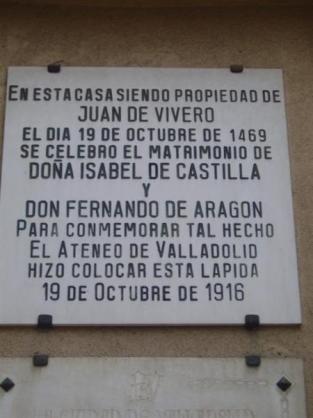 EN ESTA CASA SIENDO PROPIEDAD DE
JUAN DE VIVERO
EL DIA 19 DE OCTUBRE DE 1469
SE CELEBRO EL MATRIMONIO DE
DOÑA ISABEL DE CASTILLA
Y
DON FERNANDO DE ARAGON
PARA CONMEMORAR TAL HECHO
EL ATENEO DE VALLADOLID
HIZO COLOCAR ESTA LAPIDA
19 DE OCTUBRE DE 1916